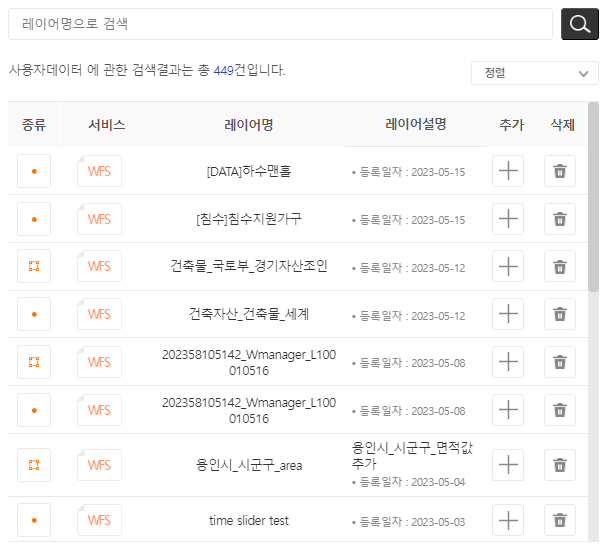 레이어명으로 검색
사용자데이터 에 관한 검색결과는 총 449건입니다.
정렬
종류 서비스 레이어명 레이어설명 추가 삭제
WFS [DATA]하수맨홀 • 등록일자 : 2023-05-15
WFS [침수]침수지원가구 • 등록일자 : 2023-05-15
WFS 건축물_국토부_경기자산조인 • 등록일자 : 2023-05-12
WFS 건축자산_건축물_세계 • 등록일자 : 2023-05-12
WFS 202358105142_Wmanager_L100
010516 • 등록일자 : 2023-05-08
WFS 202358105142_Wmanager_L100
010516 • 등록일자 : 2023-05-08
WFS 용인시_시군구_area 용인시_시군구_면적값
추가
• 등록일자 : 2023-05-04
WFS time slider test • 등록일자 : 2023-05-03